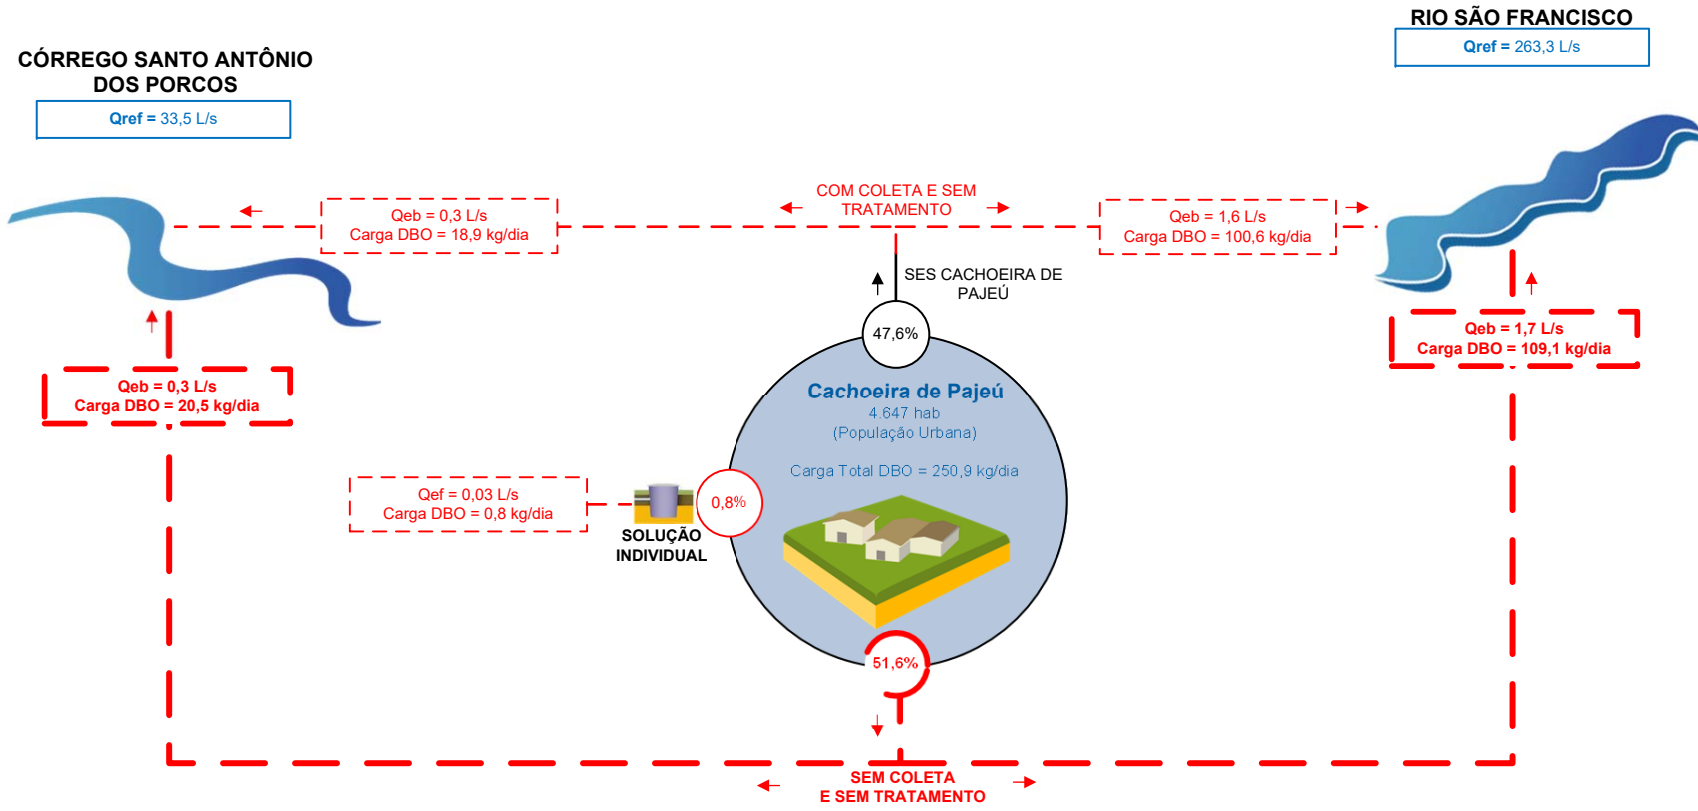 RIO SÃO FRANCISCO
Qref = 263,3 L/s
CÓRREGO SANTO ANTÔNIO
DOS PORCOS
Qref = 33,5 L/s
COM COLETA E SEM
TRATAMENTO
Qeb = 0,3 L/s
Carga DBO = 18,9 kg/dia
Qeb = 1,6 L/s
Carga DBO = 100,6 kg/dia
SES CACHOEIRA DE
PAJEÚ
47,6%
Qeb = 1,7 L/s
Carga DBO = 109,1 kg/dia
Qeb = 0,3 L/s
Carga DBO = 20,5 kg/dia
Cachoeira de Pajeú
4.647 hab
(População Urbana)
Carga Total DBO = 250,9 kg/dia
Qef = 0,03 L/s
Carga DBO = 0,8 kg/dia
0,8%
SOLUÇÃO
INDIVIDUAL
51,6%
SEM COLETA
E SEM TRATAMENTO